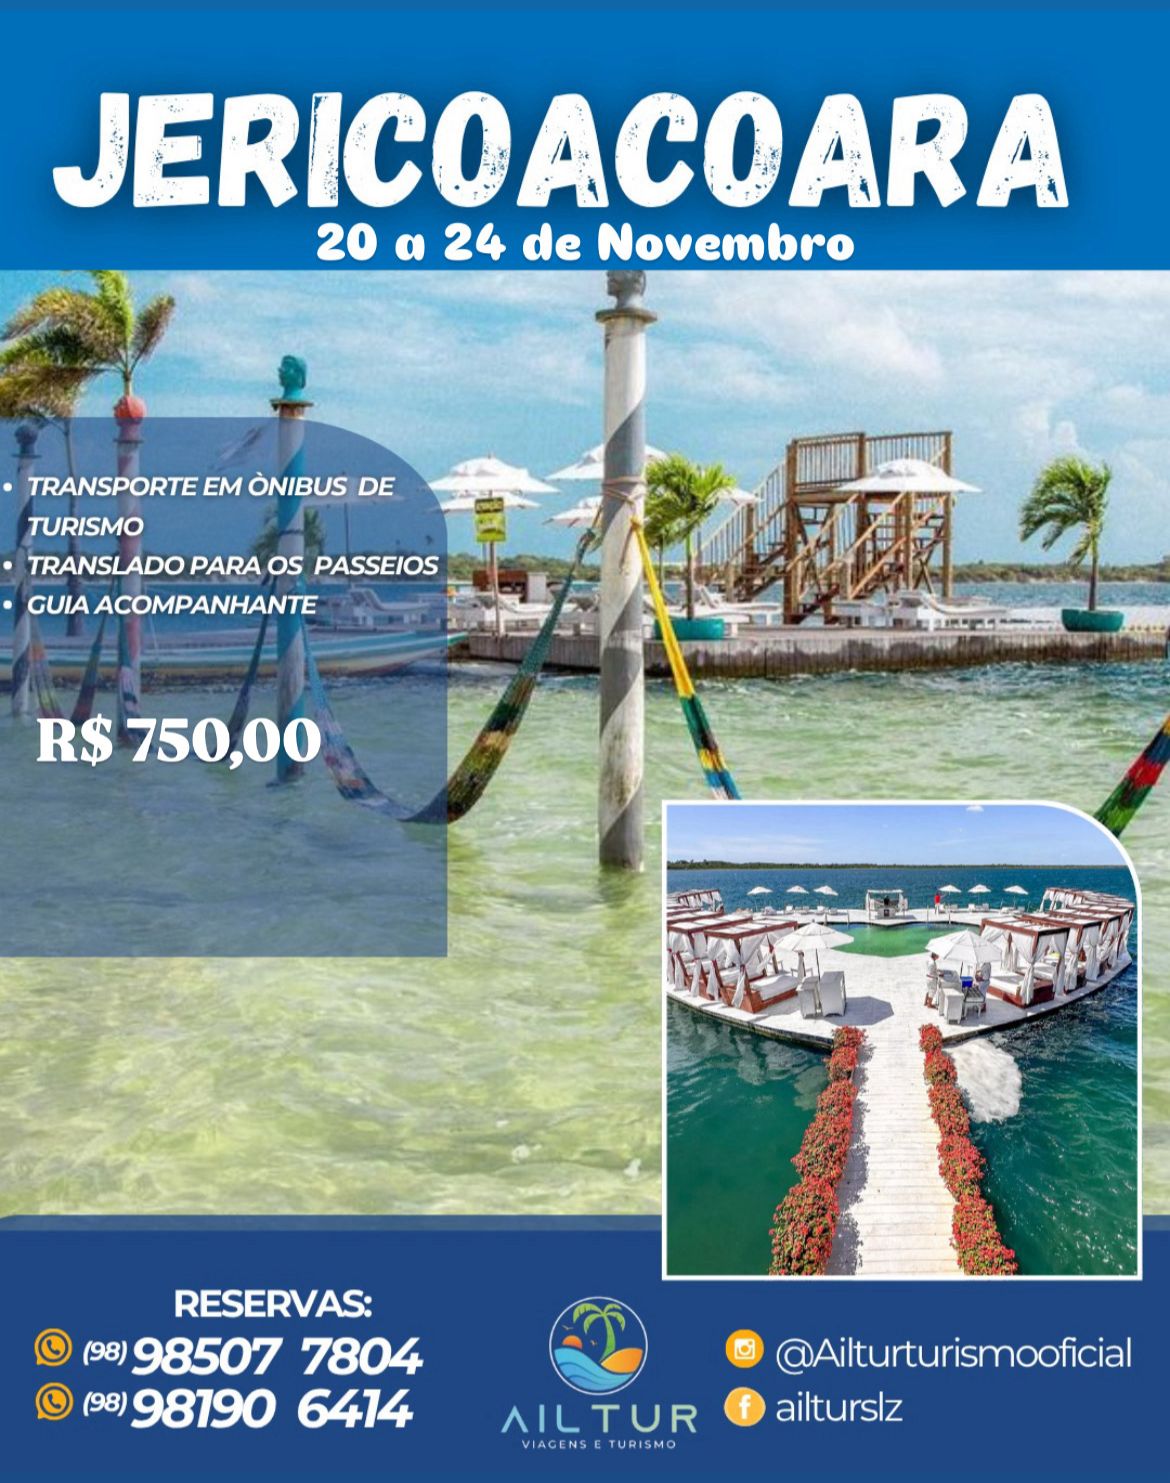 JERICOACOARA
20 a 24 de Novembro
• TRANSPORTE EM ÒNIBUS DE
TURISMO
• TRANSLADO PARA OS PASSEIOS
• GUIA ACOMPANHANTE
R$ 750,00
RESERVAS:
(98) 98507 7804
(98) 98190 6414
AILTUR
VIAGENS E TURISMO
@Ailturturismooficial
ailturslz